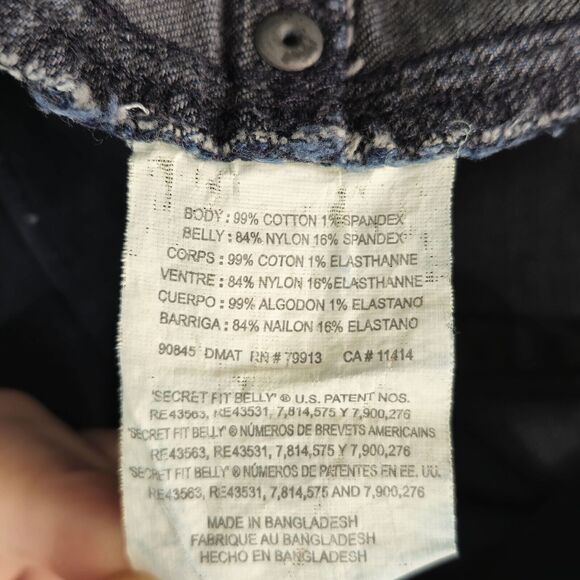 BODY : 99% COTTON 1% SPANDEX
BELLY : 84% NYLON 16% SPANDEX
CORPS : 99% COTON 1% ELASTHANNE
VENTRE : 84% NYLON 16% ELASTHANNE
CUERPO : 99% ALGODON 1% ELASTANO
BARRIGA : 84% NAILON 16% ELASTANO
90845 DMAT RN # 79913 CA # 11414
'SECRET FIT BELLY' ® U.S. PATENT NOS.
RE43563, RE43531, 7,814,575 Y 7,900,276
'SECRET FIT BELLY' ® NÚMEROS DE BREVETS AMERICAINS
RE43563, RE43531, 7,814,575 Y 7,900,276
'SECRET FIT BELLY' ® NÚMEROS DE PATENTES EN EE. UU.
RE43563, RE43531, 7,814,575 AND 7,900,276
MADE IN BANGLADESH
FABRIQUE AU BANGLADESH
HECHO EN BANGLADESH